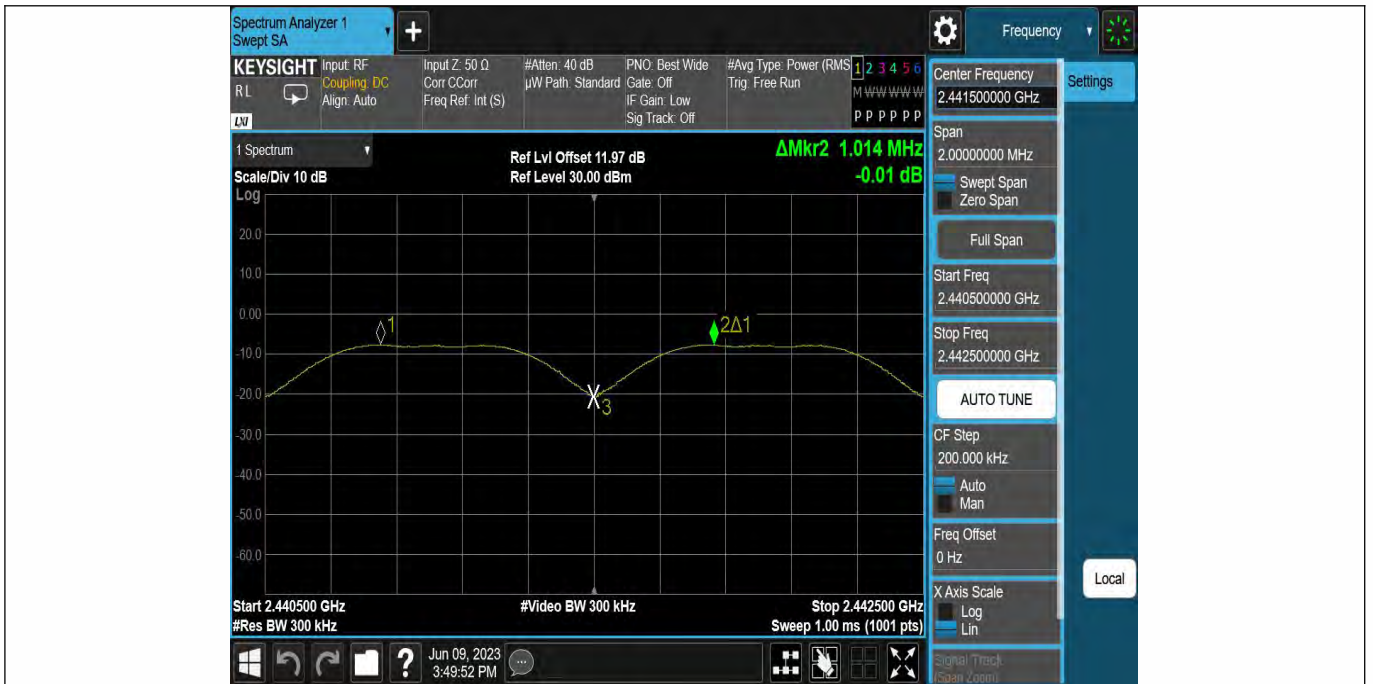 Spectrum Analyzer 1
Swept SA
+
Frequency
KEYSIGHT
RL
LXI
Input: RF
Coupling: DC
Align: Auto
Input Z: 50 Ω
Corr CCorr
Freq Ref: Int (S)
#Atten: 40 dB
µW Path: Standard
PNO: Best Wide
Gate: Off
IF Gain: Low
Sig Track: Off
#Avg Type: Power (RMS
Trig: Free Run
1 2 3 4 5 6
M W W W W W
P P P P P P
1 Spectrum
Scale/Div 10 dB
Log
Ref Lvl Offset 11.97 dB
Ref Level 30.00 dBm
ΔMkr2 1.014 MHz
-0.01 dB
20.0
10.0
0.00
-10.0
-20.0
-30.0
-40.0
-50.0
-60.0
1
2Δ1
3
Start 2.440500 GHz
#Res BW 300 kHz
#Video BW 300 kHz
Stop 2.442500 GHz
Sweep 1.00 ms (1001 pts)
Center Frequency
2.441500000 GHz
Settings
Span
2.00000000 MHz
Swept Span
Zero Span
Full Span
Start Freq
2.440500000 GHz
Stop Freq
2.442500000 GHz
AUTO TUNE
CF Step
200.000 kHz
Auto
Man
Freq Offset
0 Hz
X Axis Scale
Log
Lin
Signal Track
(Span Zoom)
Local
?
Jun 09, 2023
3:49:52 PM